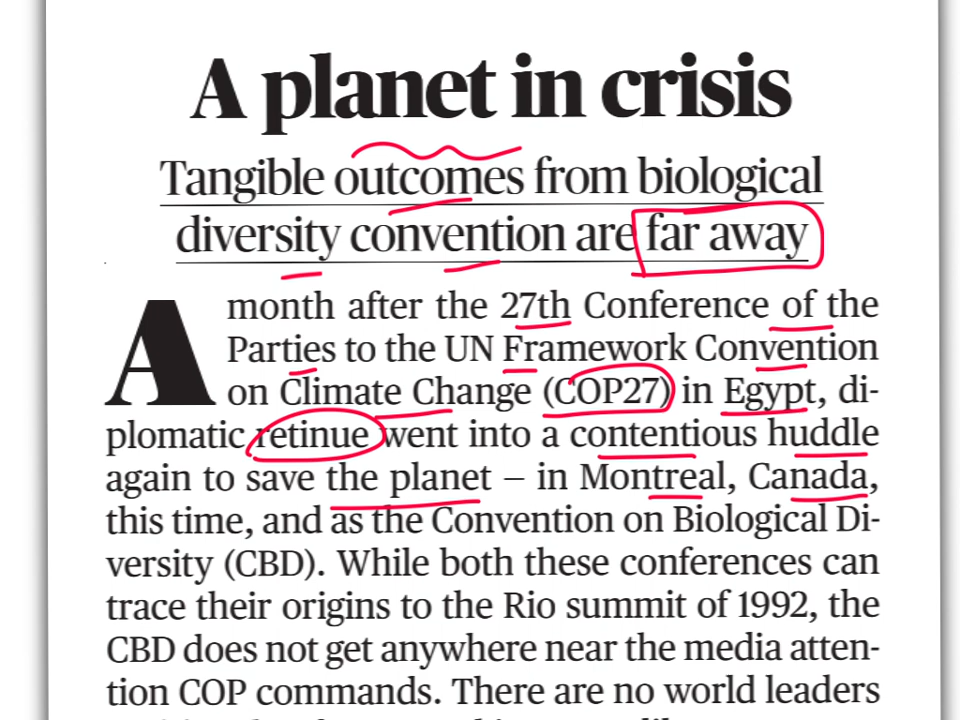 A planet in crisis
Tangible outcomes from biological
diversity convention are far away
A month after the 27th Conference of the
Parties to the UN Framework Convention
on Climate Change (COP27) in Egypt, di-
plomatic retinue went into a contentious huddle
again to save the planet – in Montreal, Canada,
this time, and as the Convention on Biological Di-
versity (CBD). While both these conferences can
trace their origins to the Rio summit of 1992, the
CBD does not get anywhere near the media atten-
tion COP commands. There are no world leaders